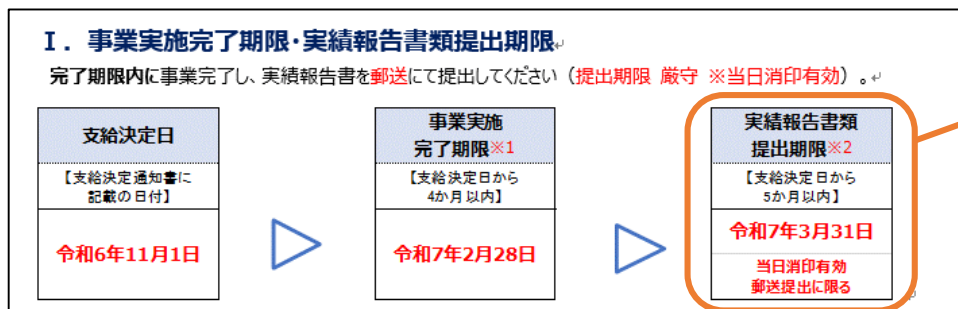 Ⅰ．事業実施完了期限・実績報告書類提出期限
完了期限内に事業完了し、実績報告書を郵送にて提出してください（提出期限 厳守 ※当日消印有効）。
支給決定日
【支給決定通知書に
記載の日付】
令和6年11月1日
事業実施
完了期限※1
【支給決定日から
4か月以内】
令和7年2月28日
実績報告書類
提出期限※2
【支給決定日から
5か月以内】
令和7年3月31日
当日消印有効
郵送提出に限る